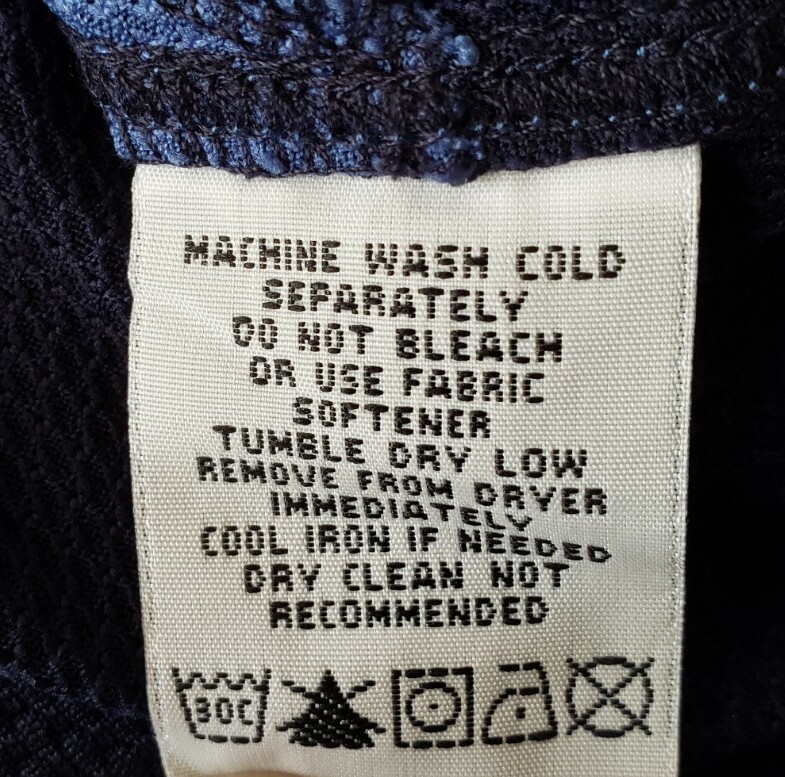 MACHINE WASH COLD
SEPARATELY
DO NOT BLEACH
OR USE FABRIC
SOFTENER
TUMBLE DRY LOW
REMOVE FROM DRYER
IMMEDIATELY
COOL IRON IF NEEDED
DRY CLEAN NOT
RECOMMENDED
30C